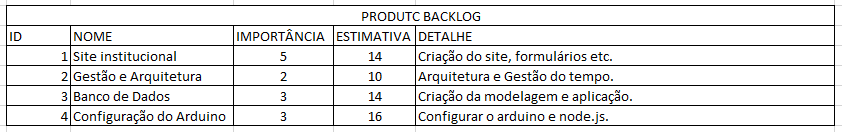 PRODUTC BACKLOG
ID NOME IMPORTÂNCIA ESTIMATIVA DETALHE
1 Site institucional 5 14 Criação do site, formulários etc.
2 Gestão e Arquitetura 2 10 Arquitetura e Gestão do tempo.
3 Banco de Dados 3 14 Criação da modelagem e aplicação.
4 Configuração do Arduino 3 16 Configurar o arduino e node.js.